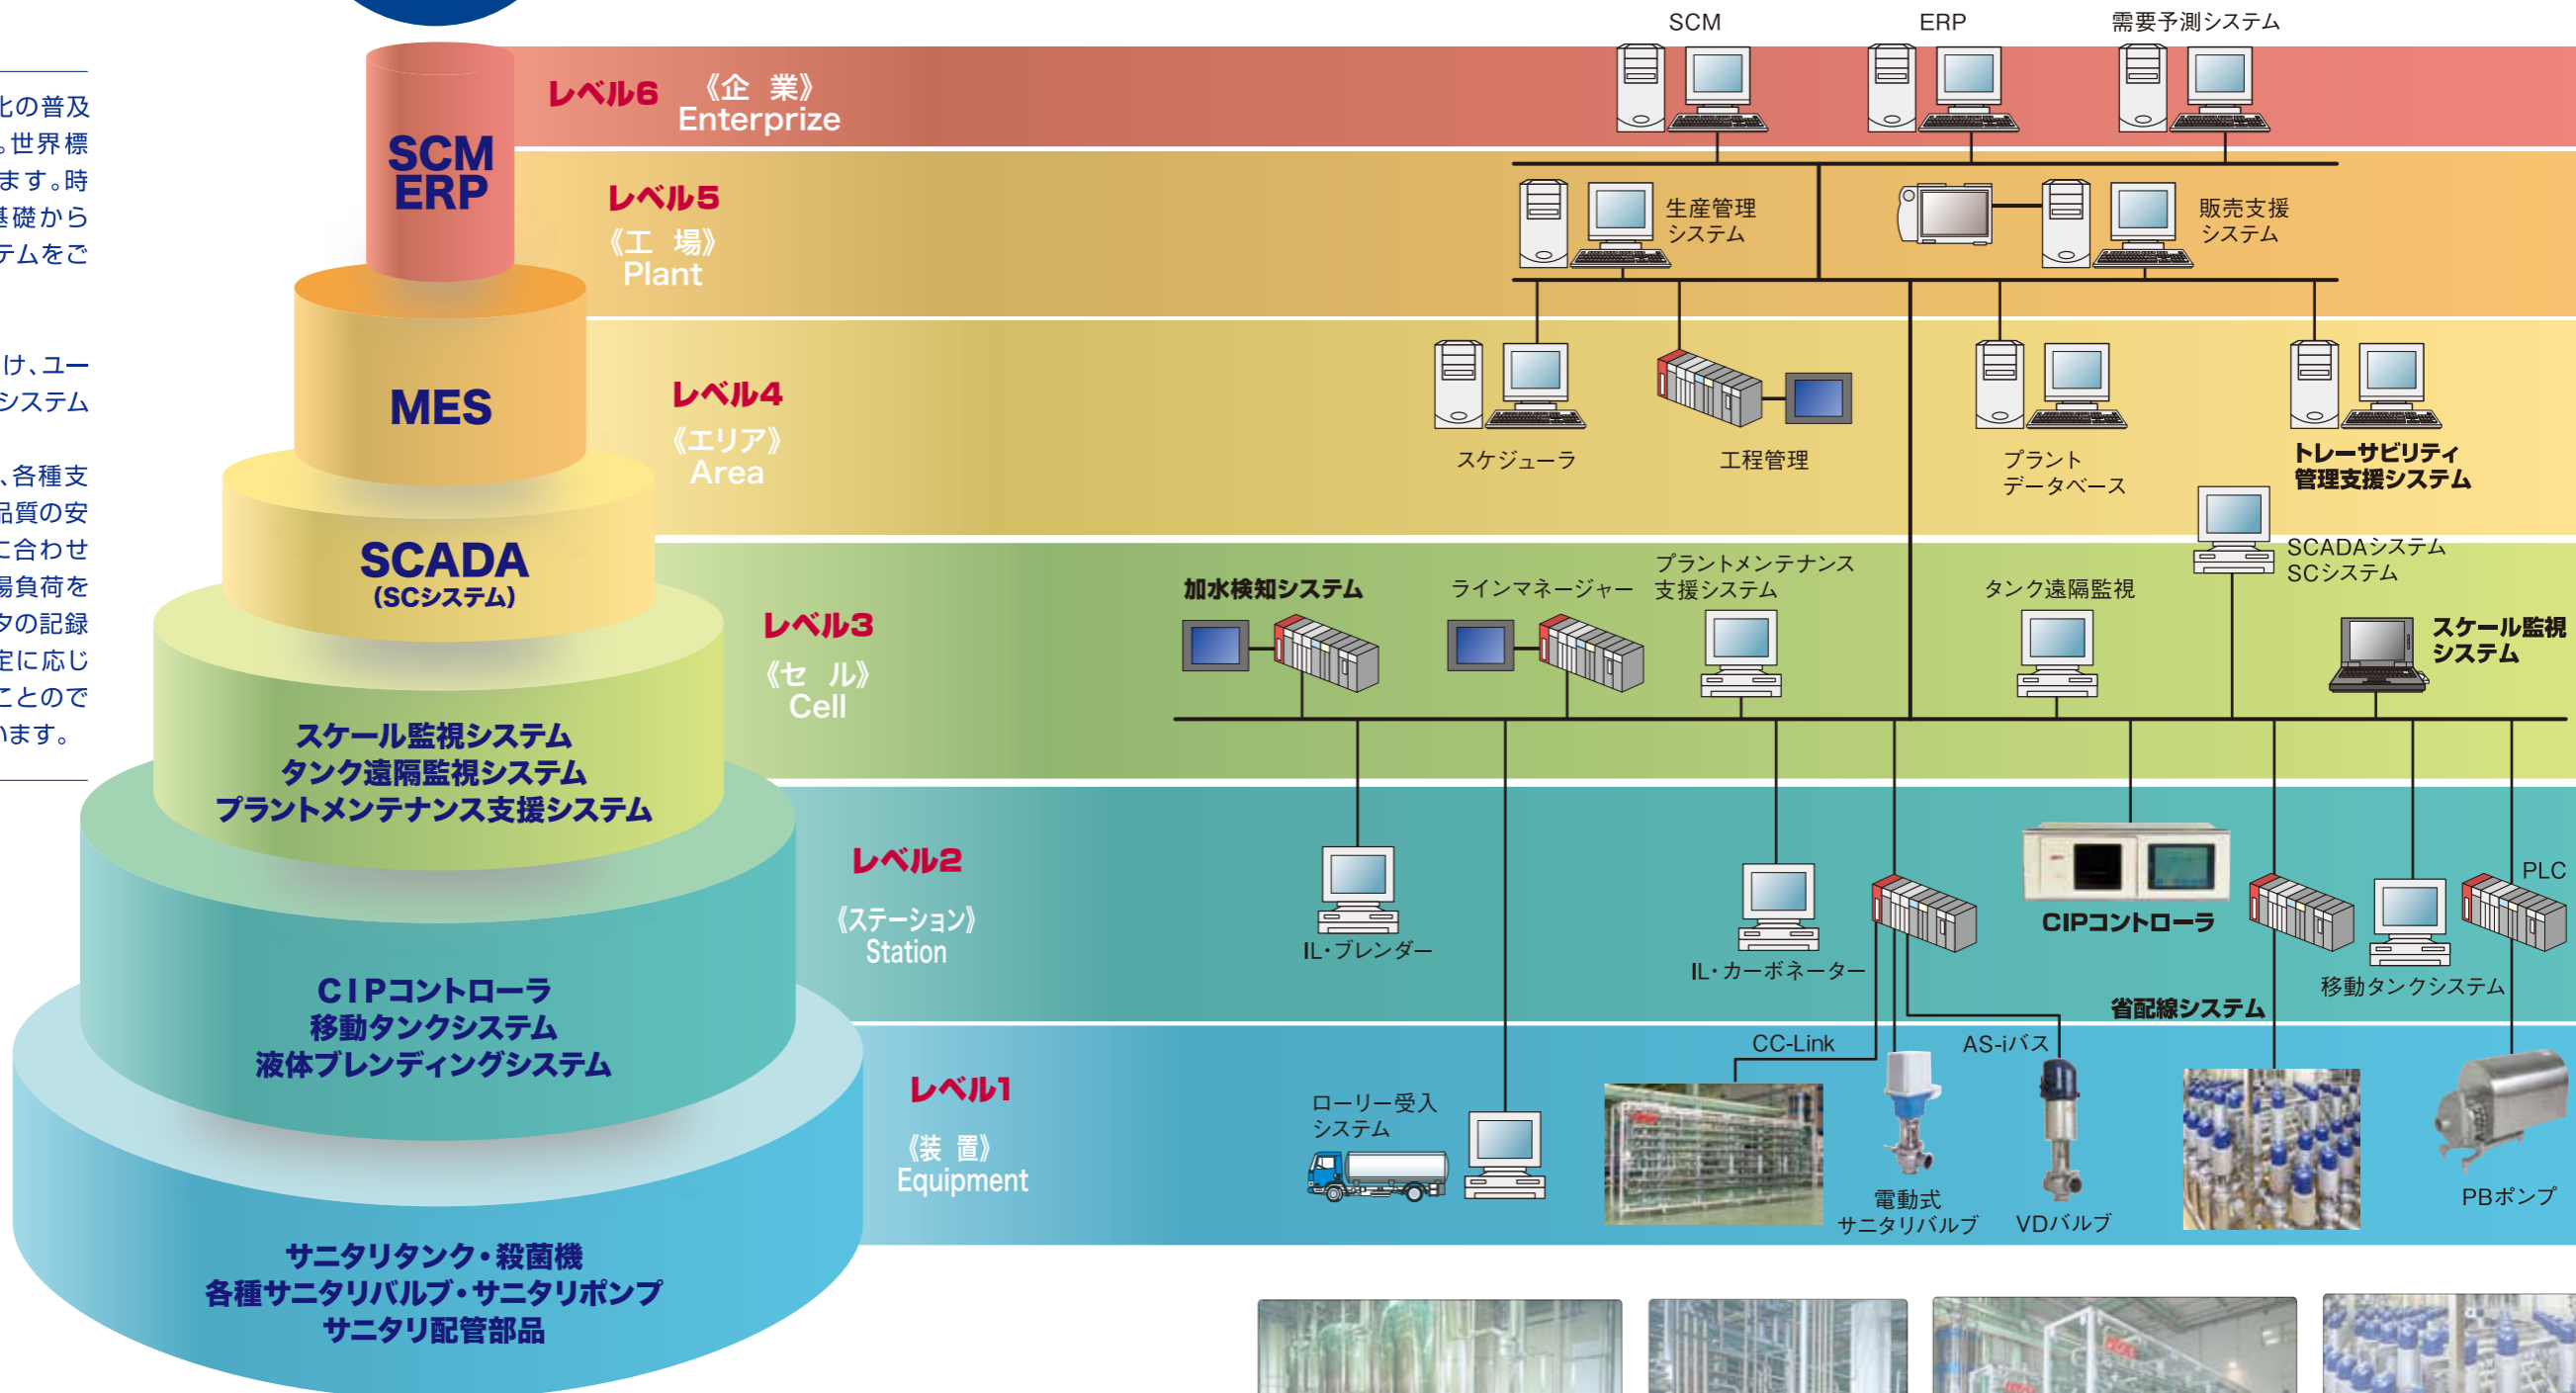 化の普及
。世界標
ます。時
基礎から
テムをご
け、ユー
システム
、各種支
品質の安
に合わせ
場負荷を
タの記録
定に応じ
ことので
います。
SCM
ERP
MES
SCADA
(SCシステム)
スケール監視システム
タンク遠隔監視システム
プラントメンテナンス支援システム
CIPコントローラ
移動タンクシステム
液体ブレンディングシステム
サニタリタンク・殺菌機
各種サニタリバルブ・サニタリポンプ
サニタリ配管部品
レベル6
《企 業》
Enterprize
SCM
ERP
需要予測システム
レベル5
《工 場》
Plant
生産管理
システム
販売支援
システム
レベル4
《エリア》
Area
スケジューラ
工程管理
プラント
データベース
トレーサビリティ
管理支援システム
レベル3
《セ ル》
Cell
加水検知システム
ラインマネージャー
プラントメンテナンス
支援システム
タンク遠隔監視
SCADAシステム
SCシステム
スケール監視
システム
レベル2
《ステーション》
Station
IL・ブレンダー
IL・カーボネーター
CIPコントローラ
省配線システム
移動タンクシステム
PLC
レベル1
《装 置》
Equipment
ローリー受入
システム
CC-Link
AS-iバス
電動式
サニタリバルブ
VDバルブ
PBポンプ